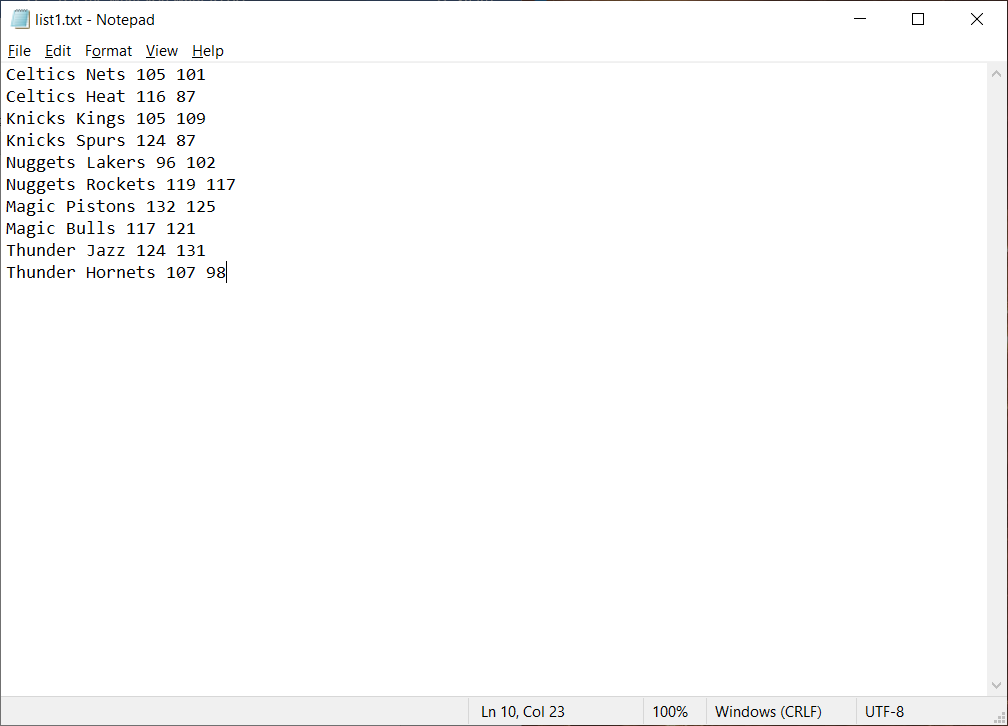 list1.txt - Notepad
File Edit Format View Help
Celtics Nets 105 101
Celtics Heat 116 87
Knicks Kings 105 109
Knicks Spurs 124 87
Nuggets Lakers 96 102
Nuggets Rockets 119 117
Magic Pistons 132 125
Magic Bulls 117 121
Thunder Jazz 124 131
Thunder Hornets 107 98
Ln 10, Col 23 100% Windows (CRLF) UTF-8